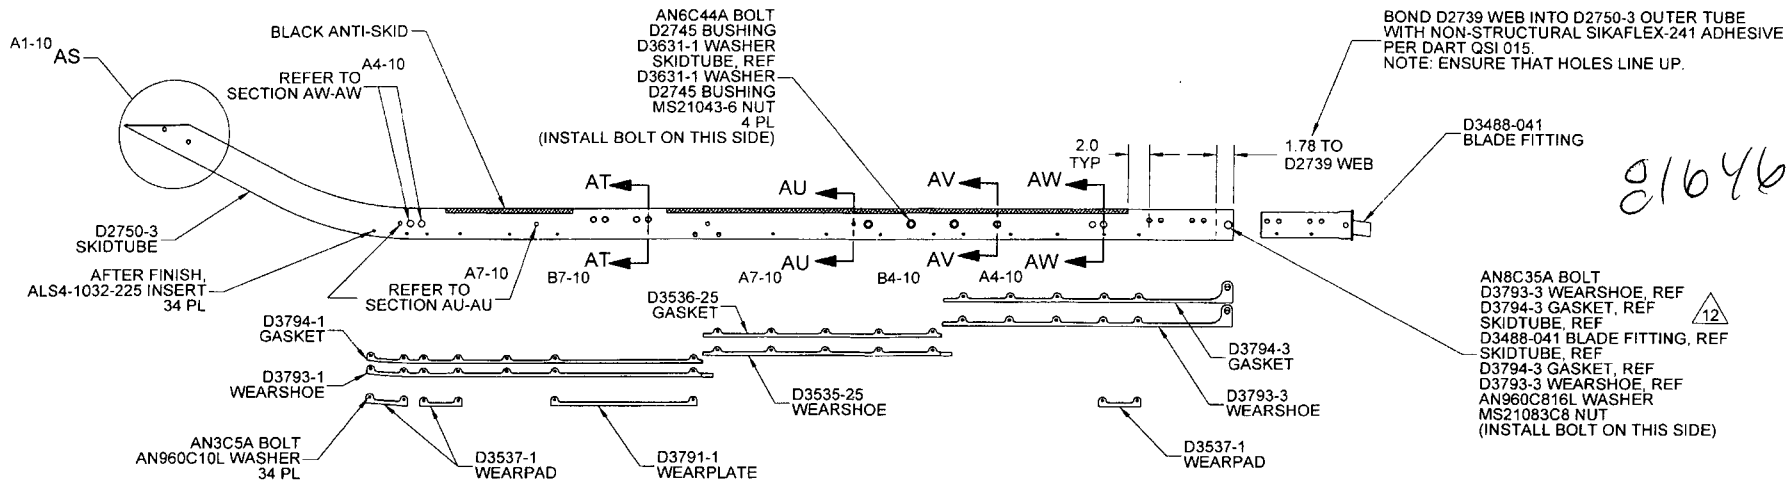 A1-10
AS
BLACK ANTI-SKID
A4-10
REFER TO
SECTION AW-AW
AN6C44A BOLT
D2745 BUSHING
D3631-1 WASHER
SKIDTUBE, REF
D3631-1 WASHER
D2745 BUSHING
MS21043-6 NUT
4 PL
(INSTALL BOLT ON THIS SIDE)
BOND D2739 WEB INTO D2750-3 OUTER TUBE
WITH NON-STRUCTURAL SIKAFLEX-241 ADHESIVE
PER DART QSI 015.
NOTE: ENSURE THAT HOLES LINE UP.
2.0
TYP
1.78 TO
D2739 WEB
D3488-041
BLADE FITTING
81646
AT
AU
AV
AW
D2750-3
SKIDTUBE
AFTER FINISH,
ALS4-1032-225 INSERT
34 PL
A7-10
REFER TO
SECTION AU-AU
AT
B7-10
AU
A7-10
AV
B4-10
AW
A4-10
D3794-1
GASKET
D3793-1
WEARSHOE
AN3C5A BOLT
AN960C10L WASHER
34 PL
D3537-1
WEARPAD
D3791-1
WEARPLATE
D3536-25
GASKET
D3535-25
WEARSHOE
D3794-3
GASKET
D3793-3
WEARSHOE
D3537-1
WEARPAD
AN8C35A BOLT
D3793-3 WEARSHOE, REF
D3794-3 GASKET, REF
12
SKIDTUBE, REF
D3488-041 BLADE FITTING, REF
SKIDTUBE, REF
D3794-3 GASKET, REF
D3793-3 WEARSHOE, REF
AN960C816L WASHER
MS21083C8 NUT
(INSTALL BOLT ON THIS SIDE)